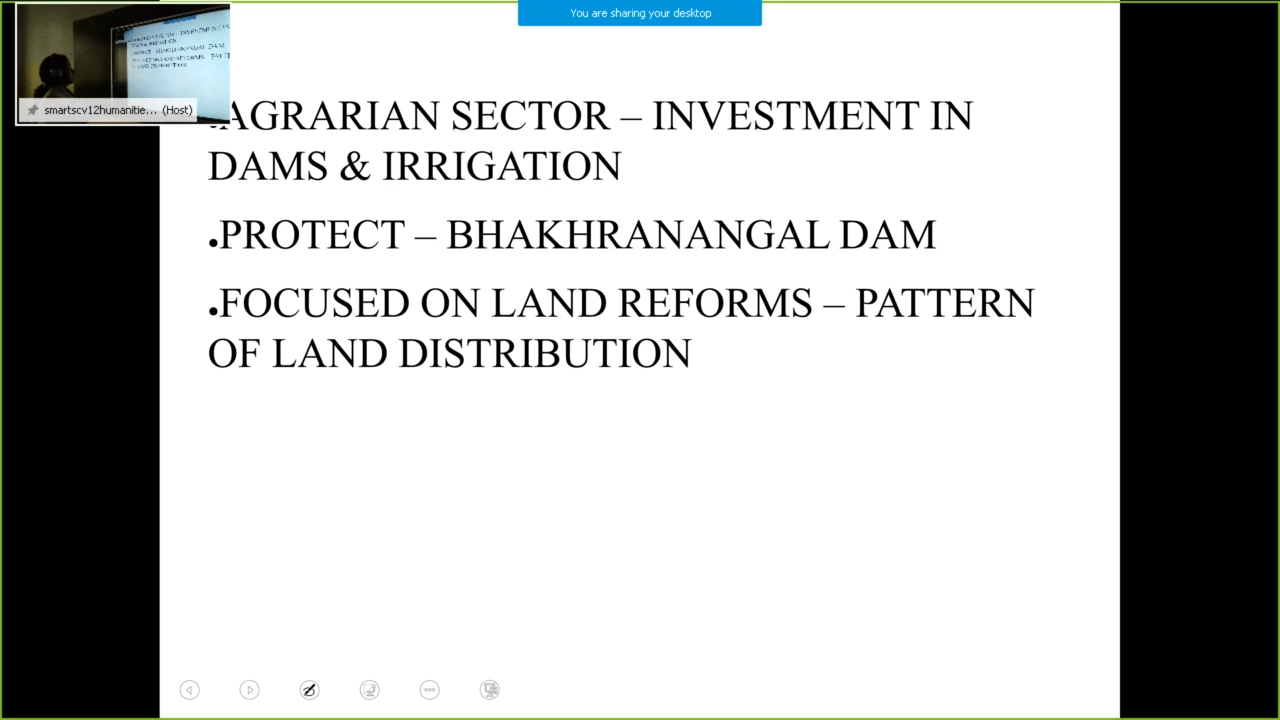 You are sharing your desktop
smartscv12humanitie... (Host)
•AGRARIAN SECTOR – INVESTMENT IN
DAMS & IRRIGATION
•PROTECT – BHAKHRANANGAL DAM
•FOCUSED ON LAND REFORMS – PATTERN
OF LAND DISTRIBUTION